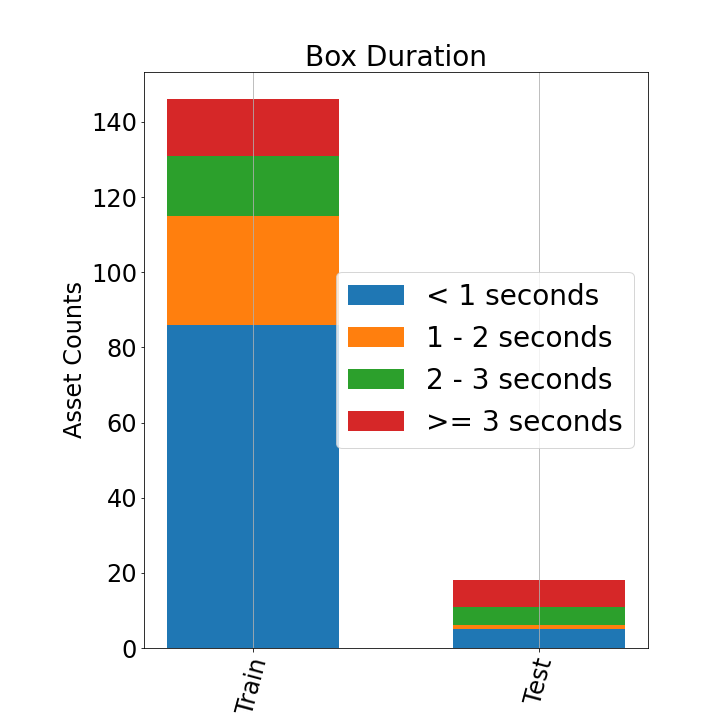 Box Duration
Asset Counts
140
120
100
80
60
40
20
0
< 1 seconds
1 - 2 seconds
2 - 3 seconds
>= 3 seconds
Train
Test